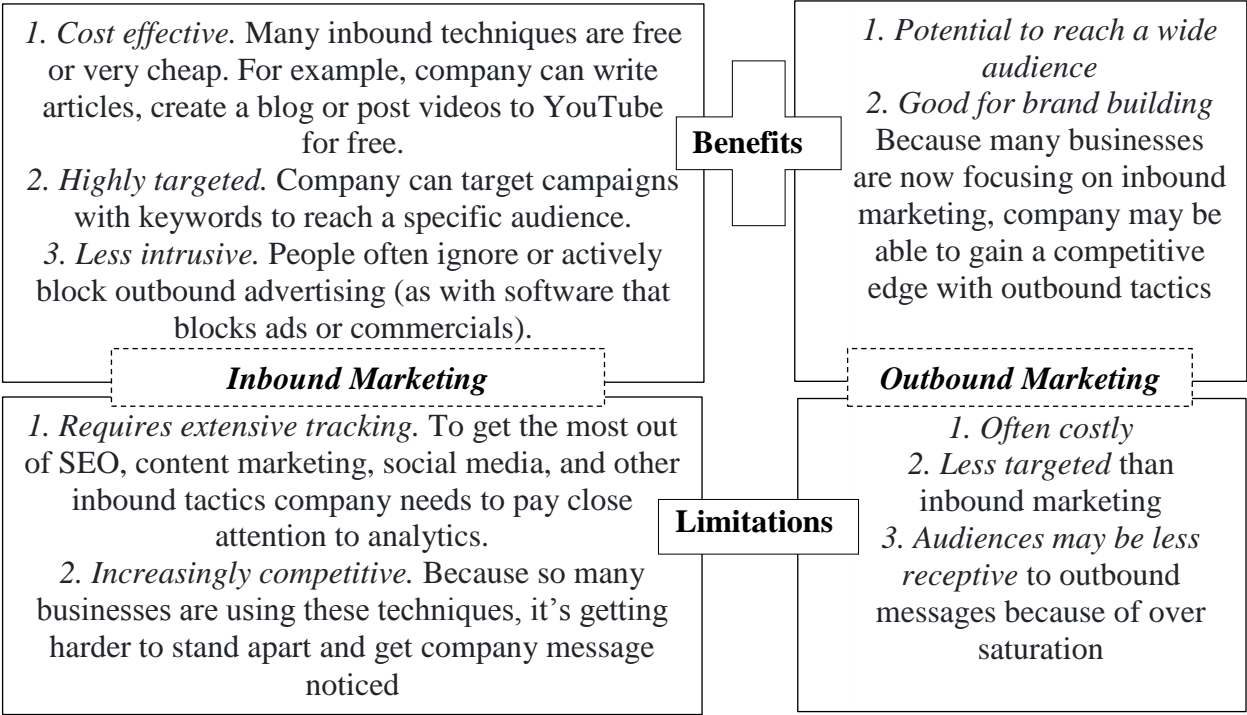 1. Cost effective. Many inbound techniques are free
or very cheap. For example, company can write
articles, create a blog or post videos to YouTube
for free.
2. Highly targeted. Company can target campaigns
with keywords to reach a specific audience.
3. Less intrusive. People often ignore or actively
block outbound advertising (as with software that
blocks ads or commercials).
Benefits
1. Potential to reach a wide
audience
2. Good for brand building
Because many businesses
are now focusing on inbound
marketing, company may be
able to gain a competitive
edge with outbound tactics
Inbound Marketing
Outbound Marketing
1. Requires extensive tracking. To get the most out
of SEO, content marketing, social media, and other
inbound tactics company needs to pay close
attention to analytics.
2. Increasingly competitive. Because so many
businesses are using these techniques, it’s getting
harder to stand apart and get company message
noticed
Limitations
1. Often costly
2. Less targeted than
inbound marketing
3. Audiences may be less
receptive to outbound
messages because of over
saturation